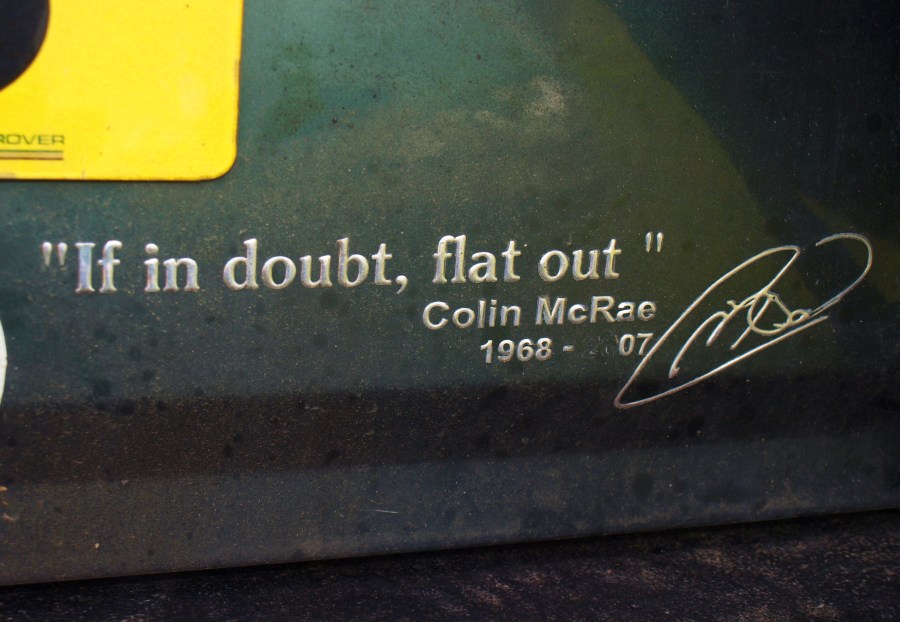 ROVER
"If in doubt, flat out "
Colin McRae
1968 - 2007